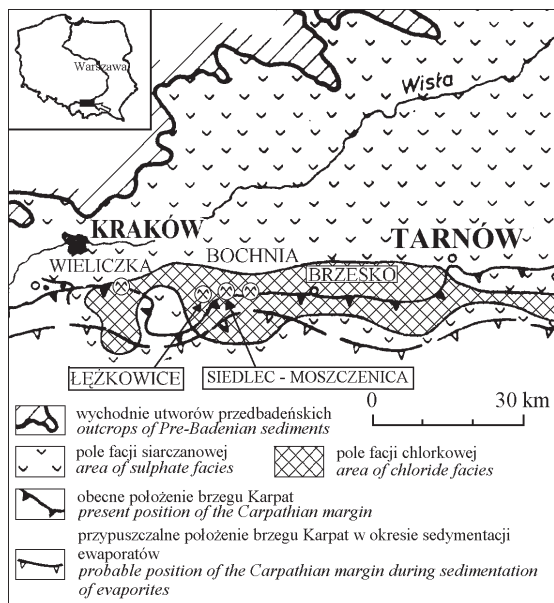 Warszawa
Wisła
KRAKÓW
TARNÓW
WIELICZKA
BOCHNIA
BRZESKO
ŁĘŻKOWICE
SIEDLEC - MOSZCZENICA
0 30 km
wychodnie utworów przedbadeńskich
outcrops of Pre-Badenian sediments
pole facji siarczanowej
area of sulphate facies
pole facji chlorkowej
area of chloride facies
obecne położenie brzegu Karpat
present position of the Carpathian margin
przypuszczalne położenie brzegu Karpat w okresie sedymentacji
ewaporatów
probable position of the Carpathian margin during sedimentation
of evaporites